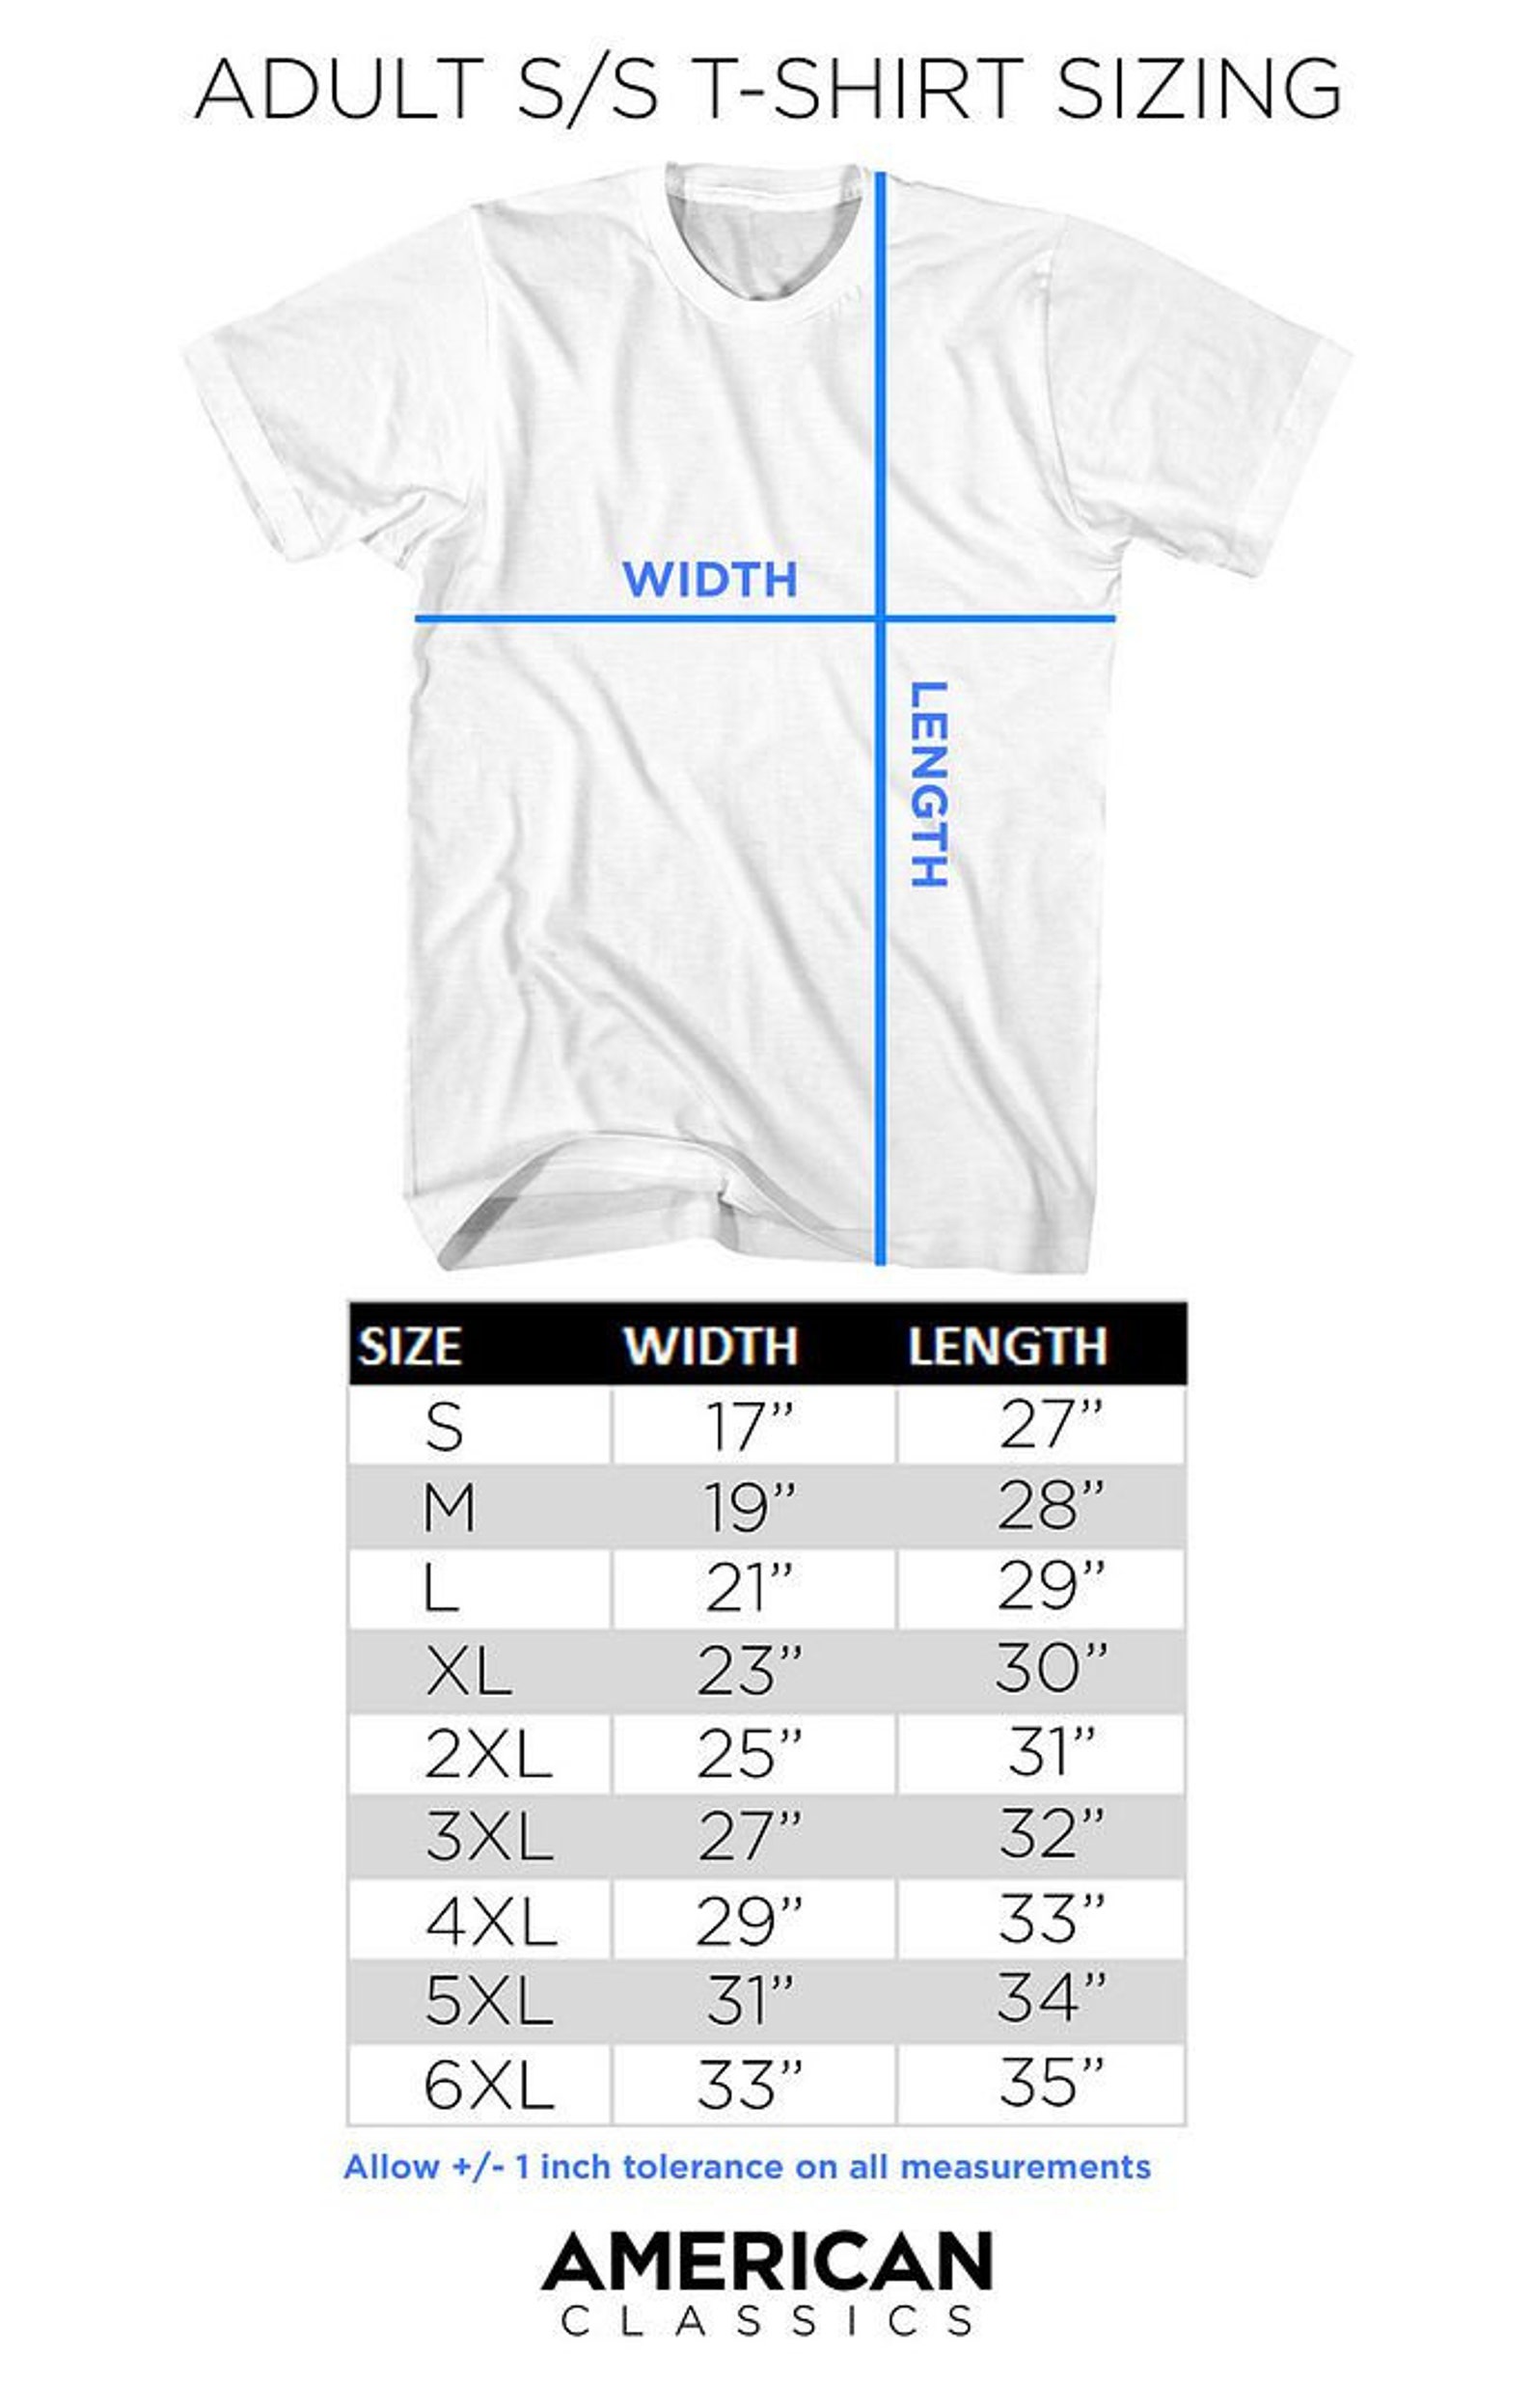 ADULT S/S T-SHIRT SIZING
WIDTH
LENGTH
SIZE WIDTH LENGTH
S 17” 27”
M 19” 28”
L 21” 29”
XL 23” 30”
2XL 25” 31”
3XL 27” 32”
4XL 29” 33”
5XL 31” 34”
6XL 33” 35”
Allow +/- 1 inch tolerance on all measurements
AMERICAN
CLASSICS